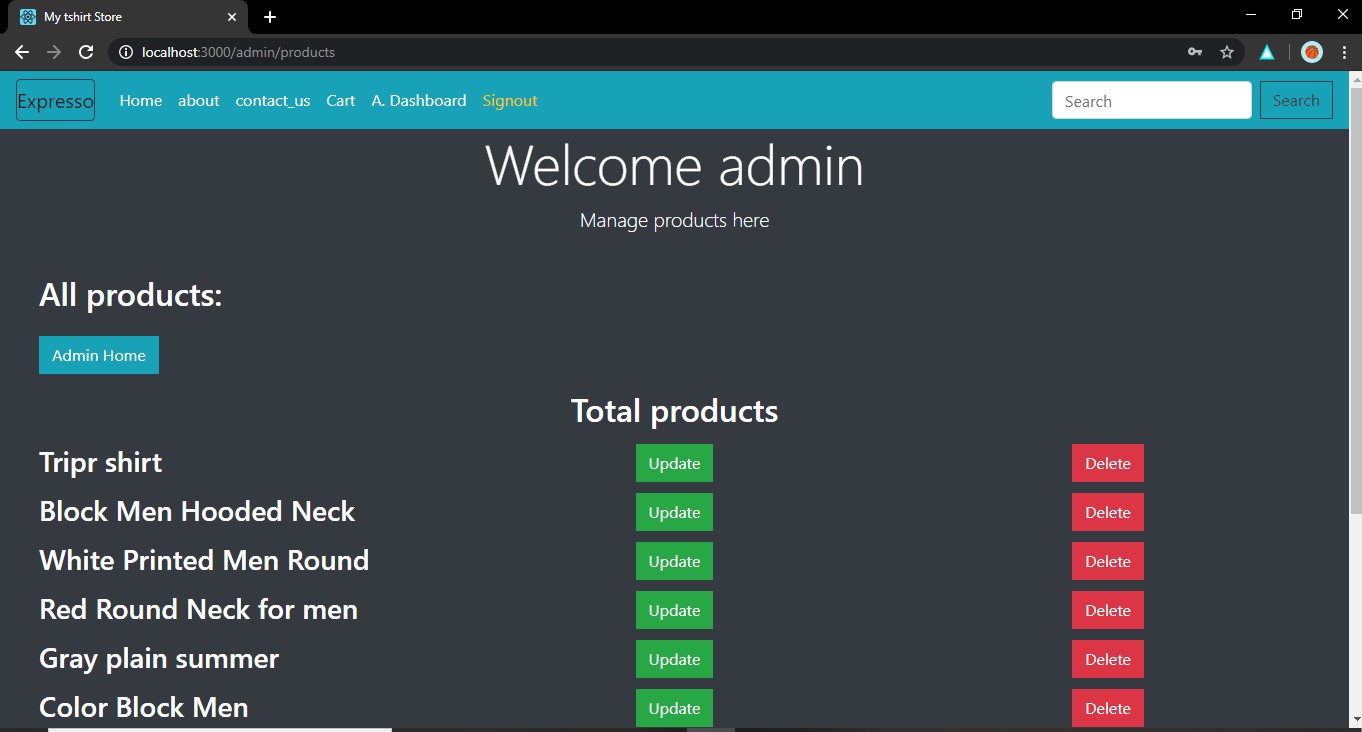 My tshirt Store
localhost:3000/admin/products
Expresso Home about contact_us Cart A. Dashboard Signout Search Search
Welcome admin
Manage products here
All products:
Admin Home
Total products
Tripr shirt Update Delete
Block Men Hooded Neck Update Delete
White Printed Men Round Update Delete
Red Round Neck for men Update Delete
Gray plain summer Update Delete
Color Block Men Update Delete